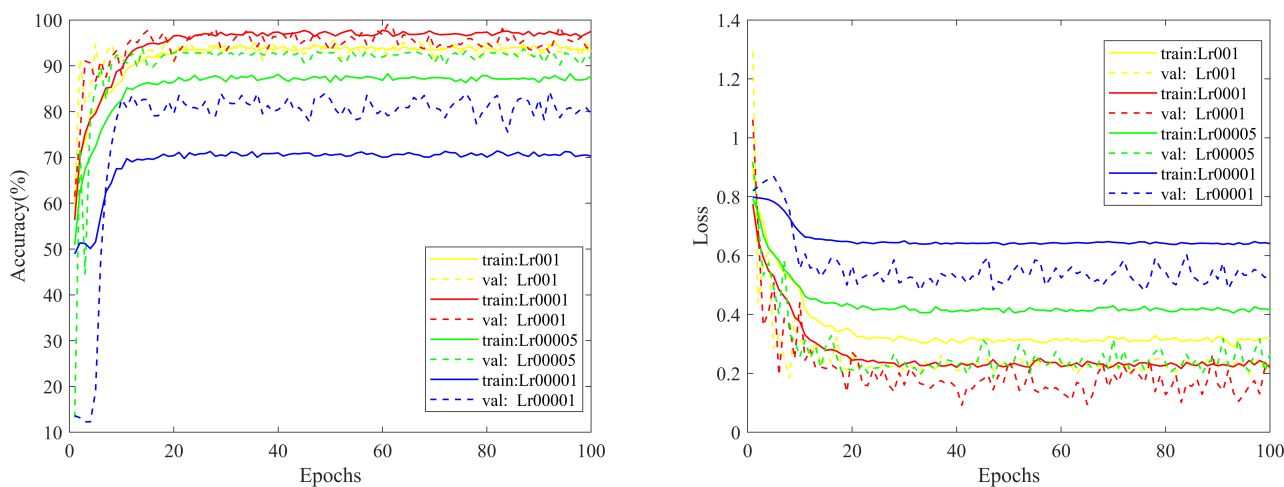 100
90
80
70
60
50
40
30
20
10
Accuracy(%)
0 20 40 60 80 100
Epochs
train:Lr001
val: Lr001
train:Lr0001
val: Lr0001
train:Lr00005
val: Lr00005
train:Lr00001
val: Lr00001
1.4
1.2
1
0.8
0.6
0.4
0.2
0
Loss
0 20 40 60 80 100
Epochs
train:Lr001
val: Lr001
train:Lr0001
val: Lr0001
train:Lr00005
val: Lr00005
train:Lr00001
val: Lr00001